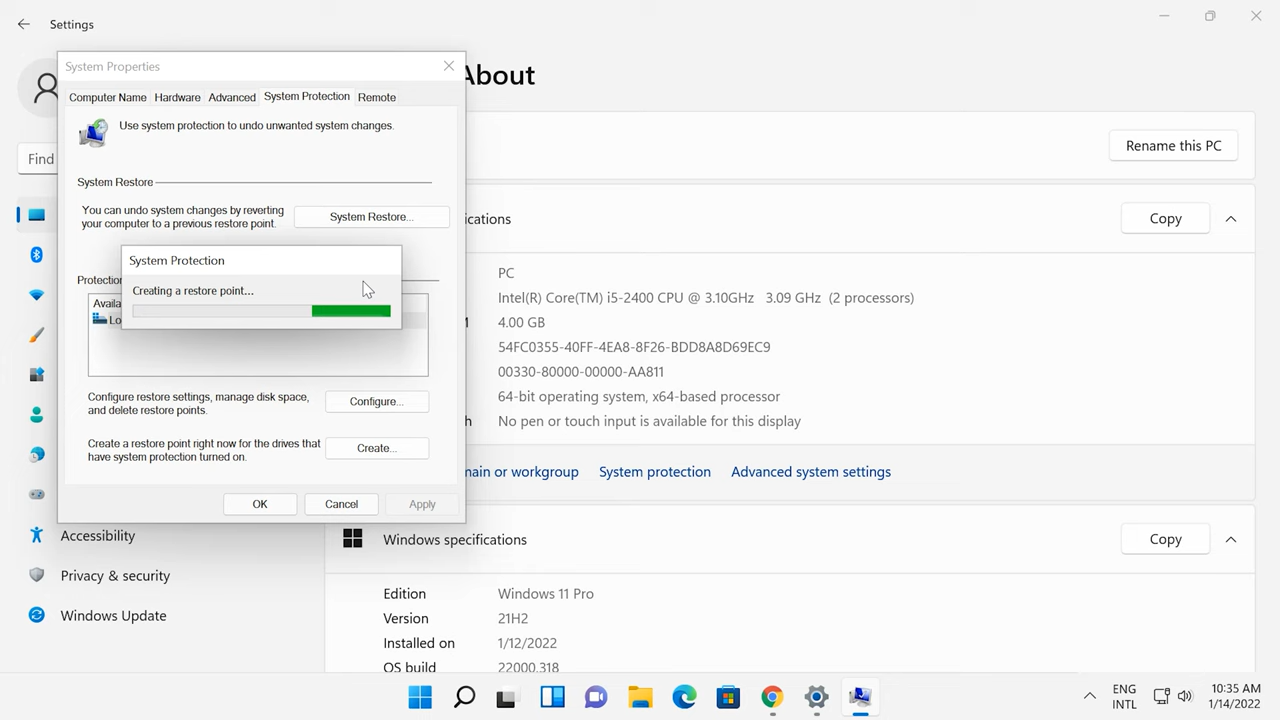 Settings
System Properties
About
Computer Name Hardware Advanced System Protection Remote
Use system protection to undo unwanted system changes.
Rename this PC
Find
System Restore
You can undo system changes by reverting
your computer to a previous restore point.
System Restore...
Copy
System Protection
Creating a restore point...
Configure restore settings, manage disk space,
and delete restore points.
Configure...
Create a restore point right now for the drives that
have system protection turned on.
Create...
OK Cancel Apply
PC
Intel(R) Core(TM) i5-2400 CPU @ 3.10GHz 3.09 GHz (2 processors)
4.00 GB
54FC0355-40FF-4EA8-8F26-BDD8A8D69EC9
00330-80000-00000-AA811
64-bit operating system, x64-based processor
No pen or touch input is available for this display
or workgroup System protection Advanced system settings
Accessibility
Privacy & security
Windows Update
Windows specifications
Copy
Edition Windows 11 Pro
Version 21H2
Installed on 1/12/2022
OS build 22000.318
ENG
INTL
10:35 AM
1/14/2022